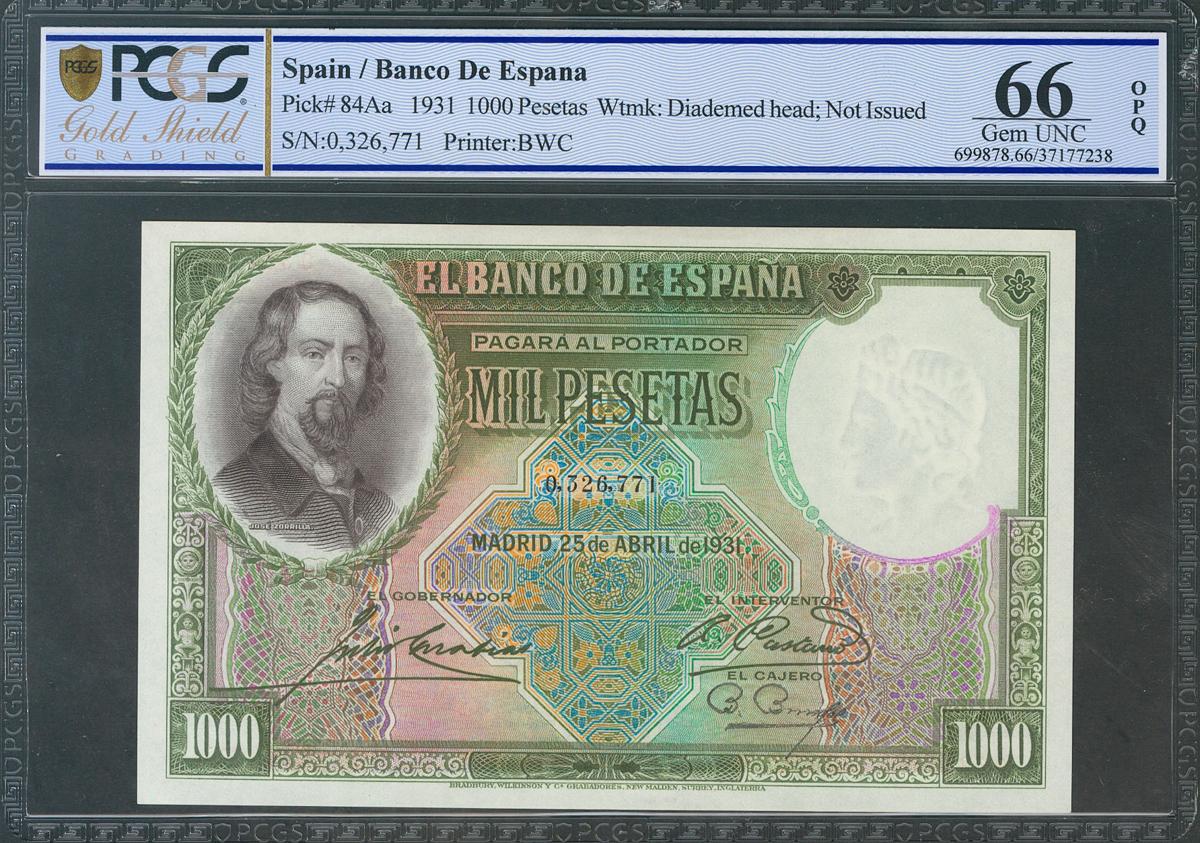 PCGS
PCGS
Gold Shield
GRADING
Spain / Banco De Espana
Pick# 84Aa 1931 1000 Pesetas Wtmk: Diademed head; Not Issued
S/N:0,326,771 Printer:BWC
66
Gem UNC
699878.66/37177238
OPQ
EL BANCO DE ESPAÑA
PAGARÁ AL PORTADOR
MIL PESETAS
0,326,771
JOSE ZORRILLA.
MADRID 25 de ABRIL de 1931.
EL GOBERNADOR
EL INTERVENTOR
EL CAJERO
1000
1000
BRADBURY, WILKINSON Y Cª GRABADORES, NEW MALDEN, SURREY, INGLATERRA